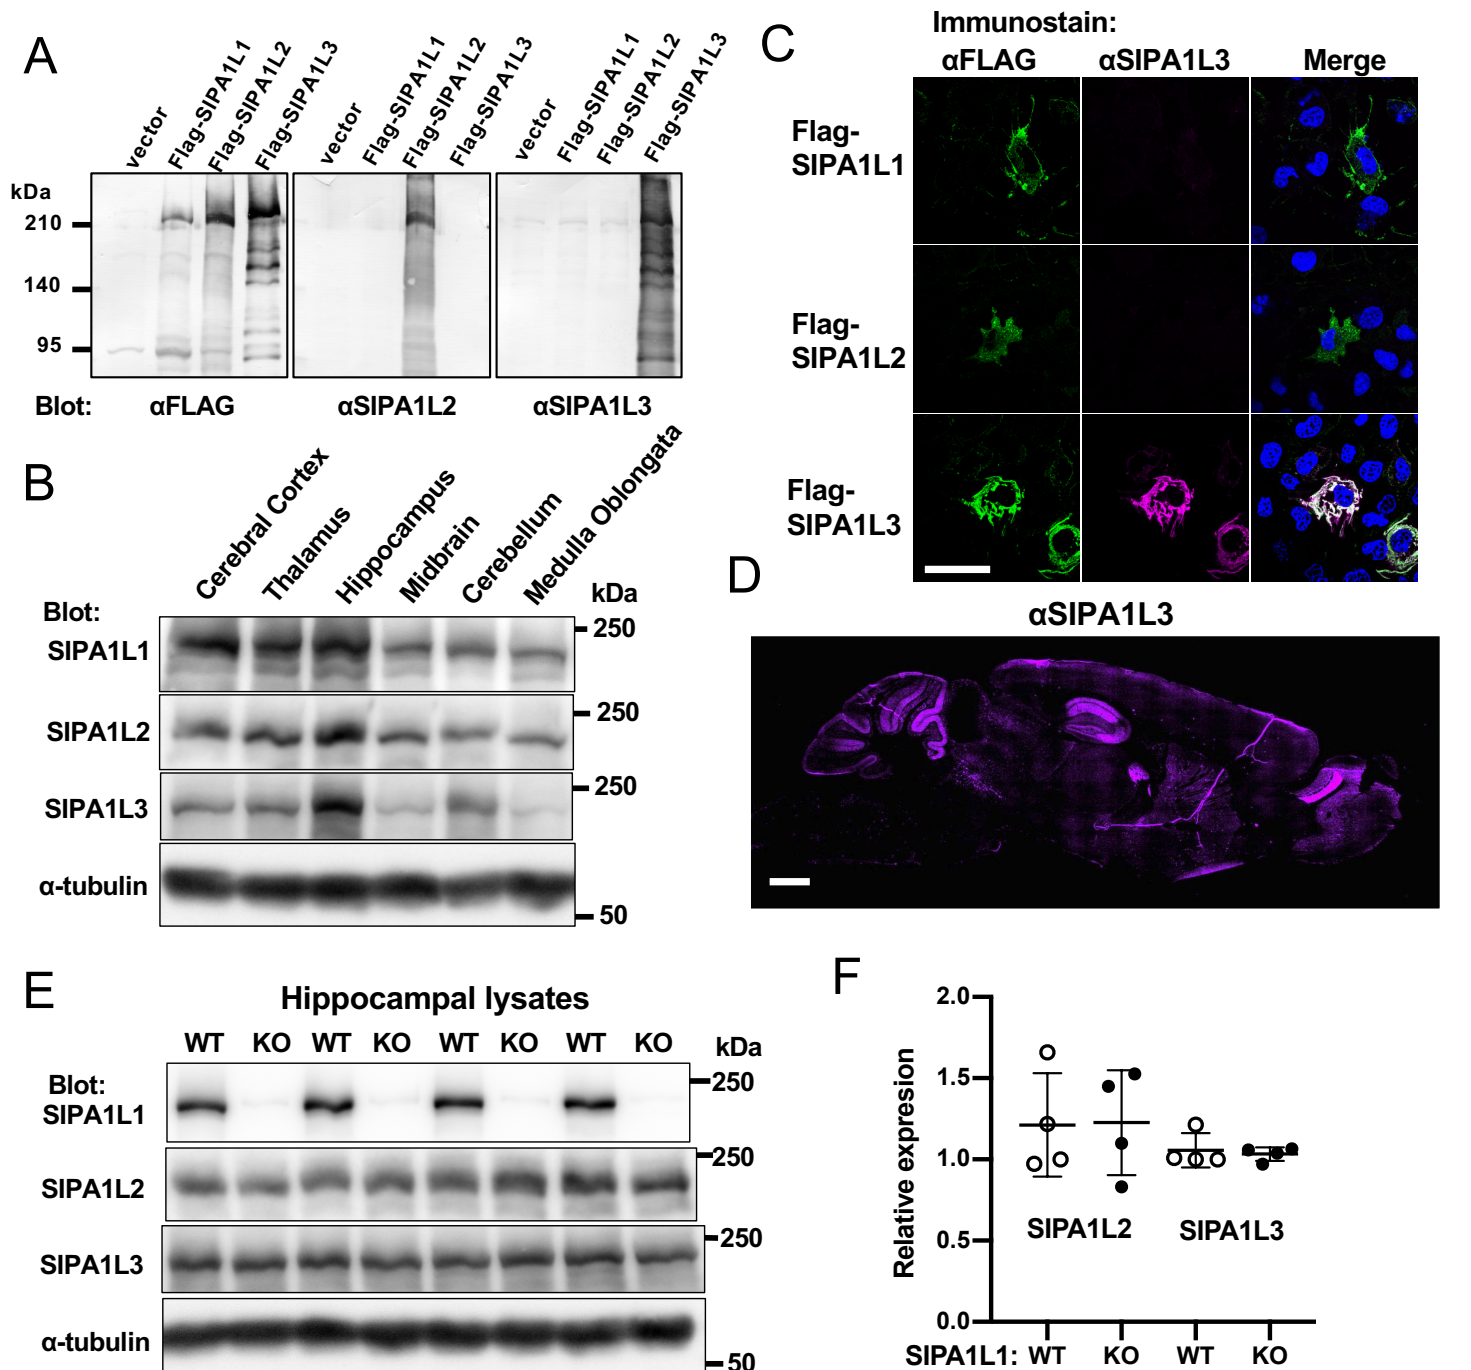 A
vector
Flag-SIPA1L1
Flag-SIPA1L2
Flag-SIPA1L3
vector
Flag-SIPA1L1
Flag-SIPA1L2
Flag-SIPA1L3
vector
Flag-SIPA1L1
Flag-SIPA1L2
Flag-SIPA1L3
kDa
210
140
95
Blot: αFLAG αSIPA1L2 αSIPA1L3
B
Cerebral Cortex
Thalamus
Hippocampus
Midbrain
Cerebellum
Medulla Oblongata
kDa
Blot:
SIPA1L1
250
SIPA1L2
250
SIPA1L3
250
α-tubulin
50
C
Immunostain:
αFLAG αSIPA1L3 Merge
Flag-
SIPA1L1
Flag-
SIPA1L2
Flag-
SIPA1L3
D
αSIPA1L3
E
Hippocampal lysates
WT KO WT KO WT KO WT KO
kDa
Blot:
SIPA1L1
250
SIPA1L2
250
SIPA1L3
250
α-tubulin
50
F
Relative expresion
2.0
1.5
1.0
0.5
0.0
SIPA1L2 SIPA1L3
SIPA1L1: WT KO WT KO